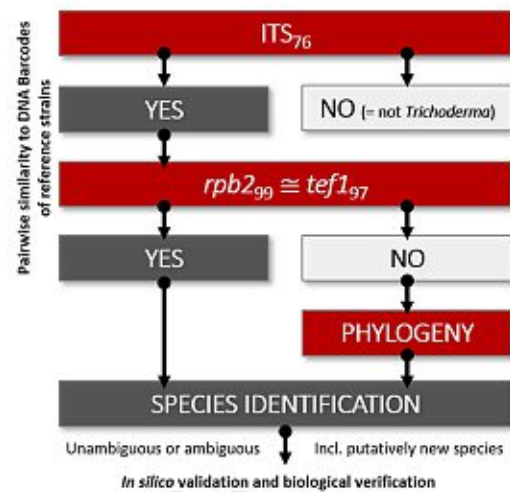 ITS76
YES
NO (= not Trichoderma)
Pairwise similarity to DNA Barcodes
of reference strains
rpb299 ≅ tef197
YES
NO
PHYLOGENY
SPECIES IDENTIFICATION
Unambiguous or ambiguous
Incl. putatively new species
In silico validation and biological verification